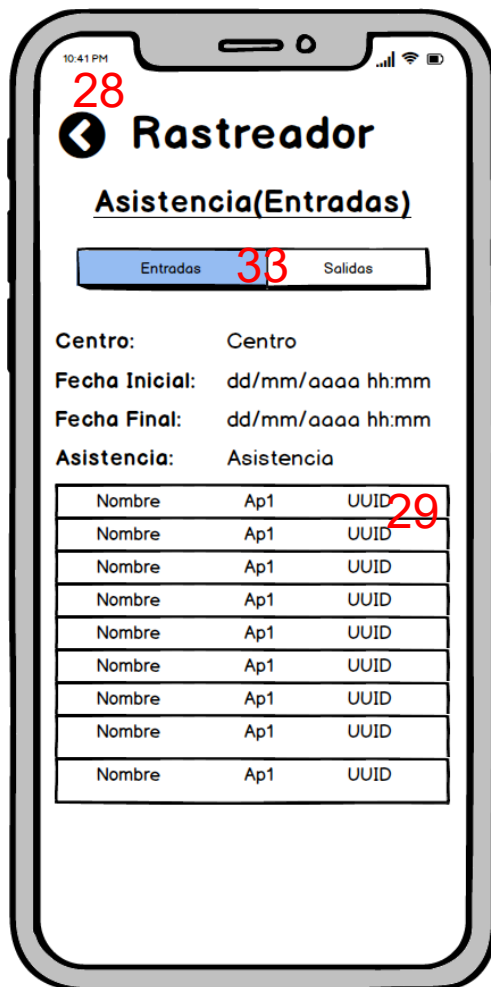 10:41 PM
28
Rastreador
Asistencia(Entradas)
Entradas 33 Salidas
Centro: Centro
Fecha Inicial: dd/mm/aaaa hh:mm
Fecha Final: dd/mm/aaaa hh:mm
Asistencia: Asistencia
Nombre Ap1 UUID 29
Nombre Ap1 UUID
Nombre Ap1 UUID
Nombre Ap1 UUID
Nombre Ap1 UUID
Nombre Ap1 UUID
Nombre Ap1 UUID
Nombre Ap1 UUID
Nombre Ap1 UUID